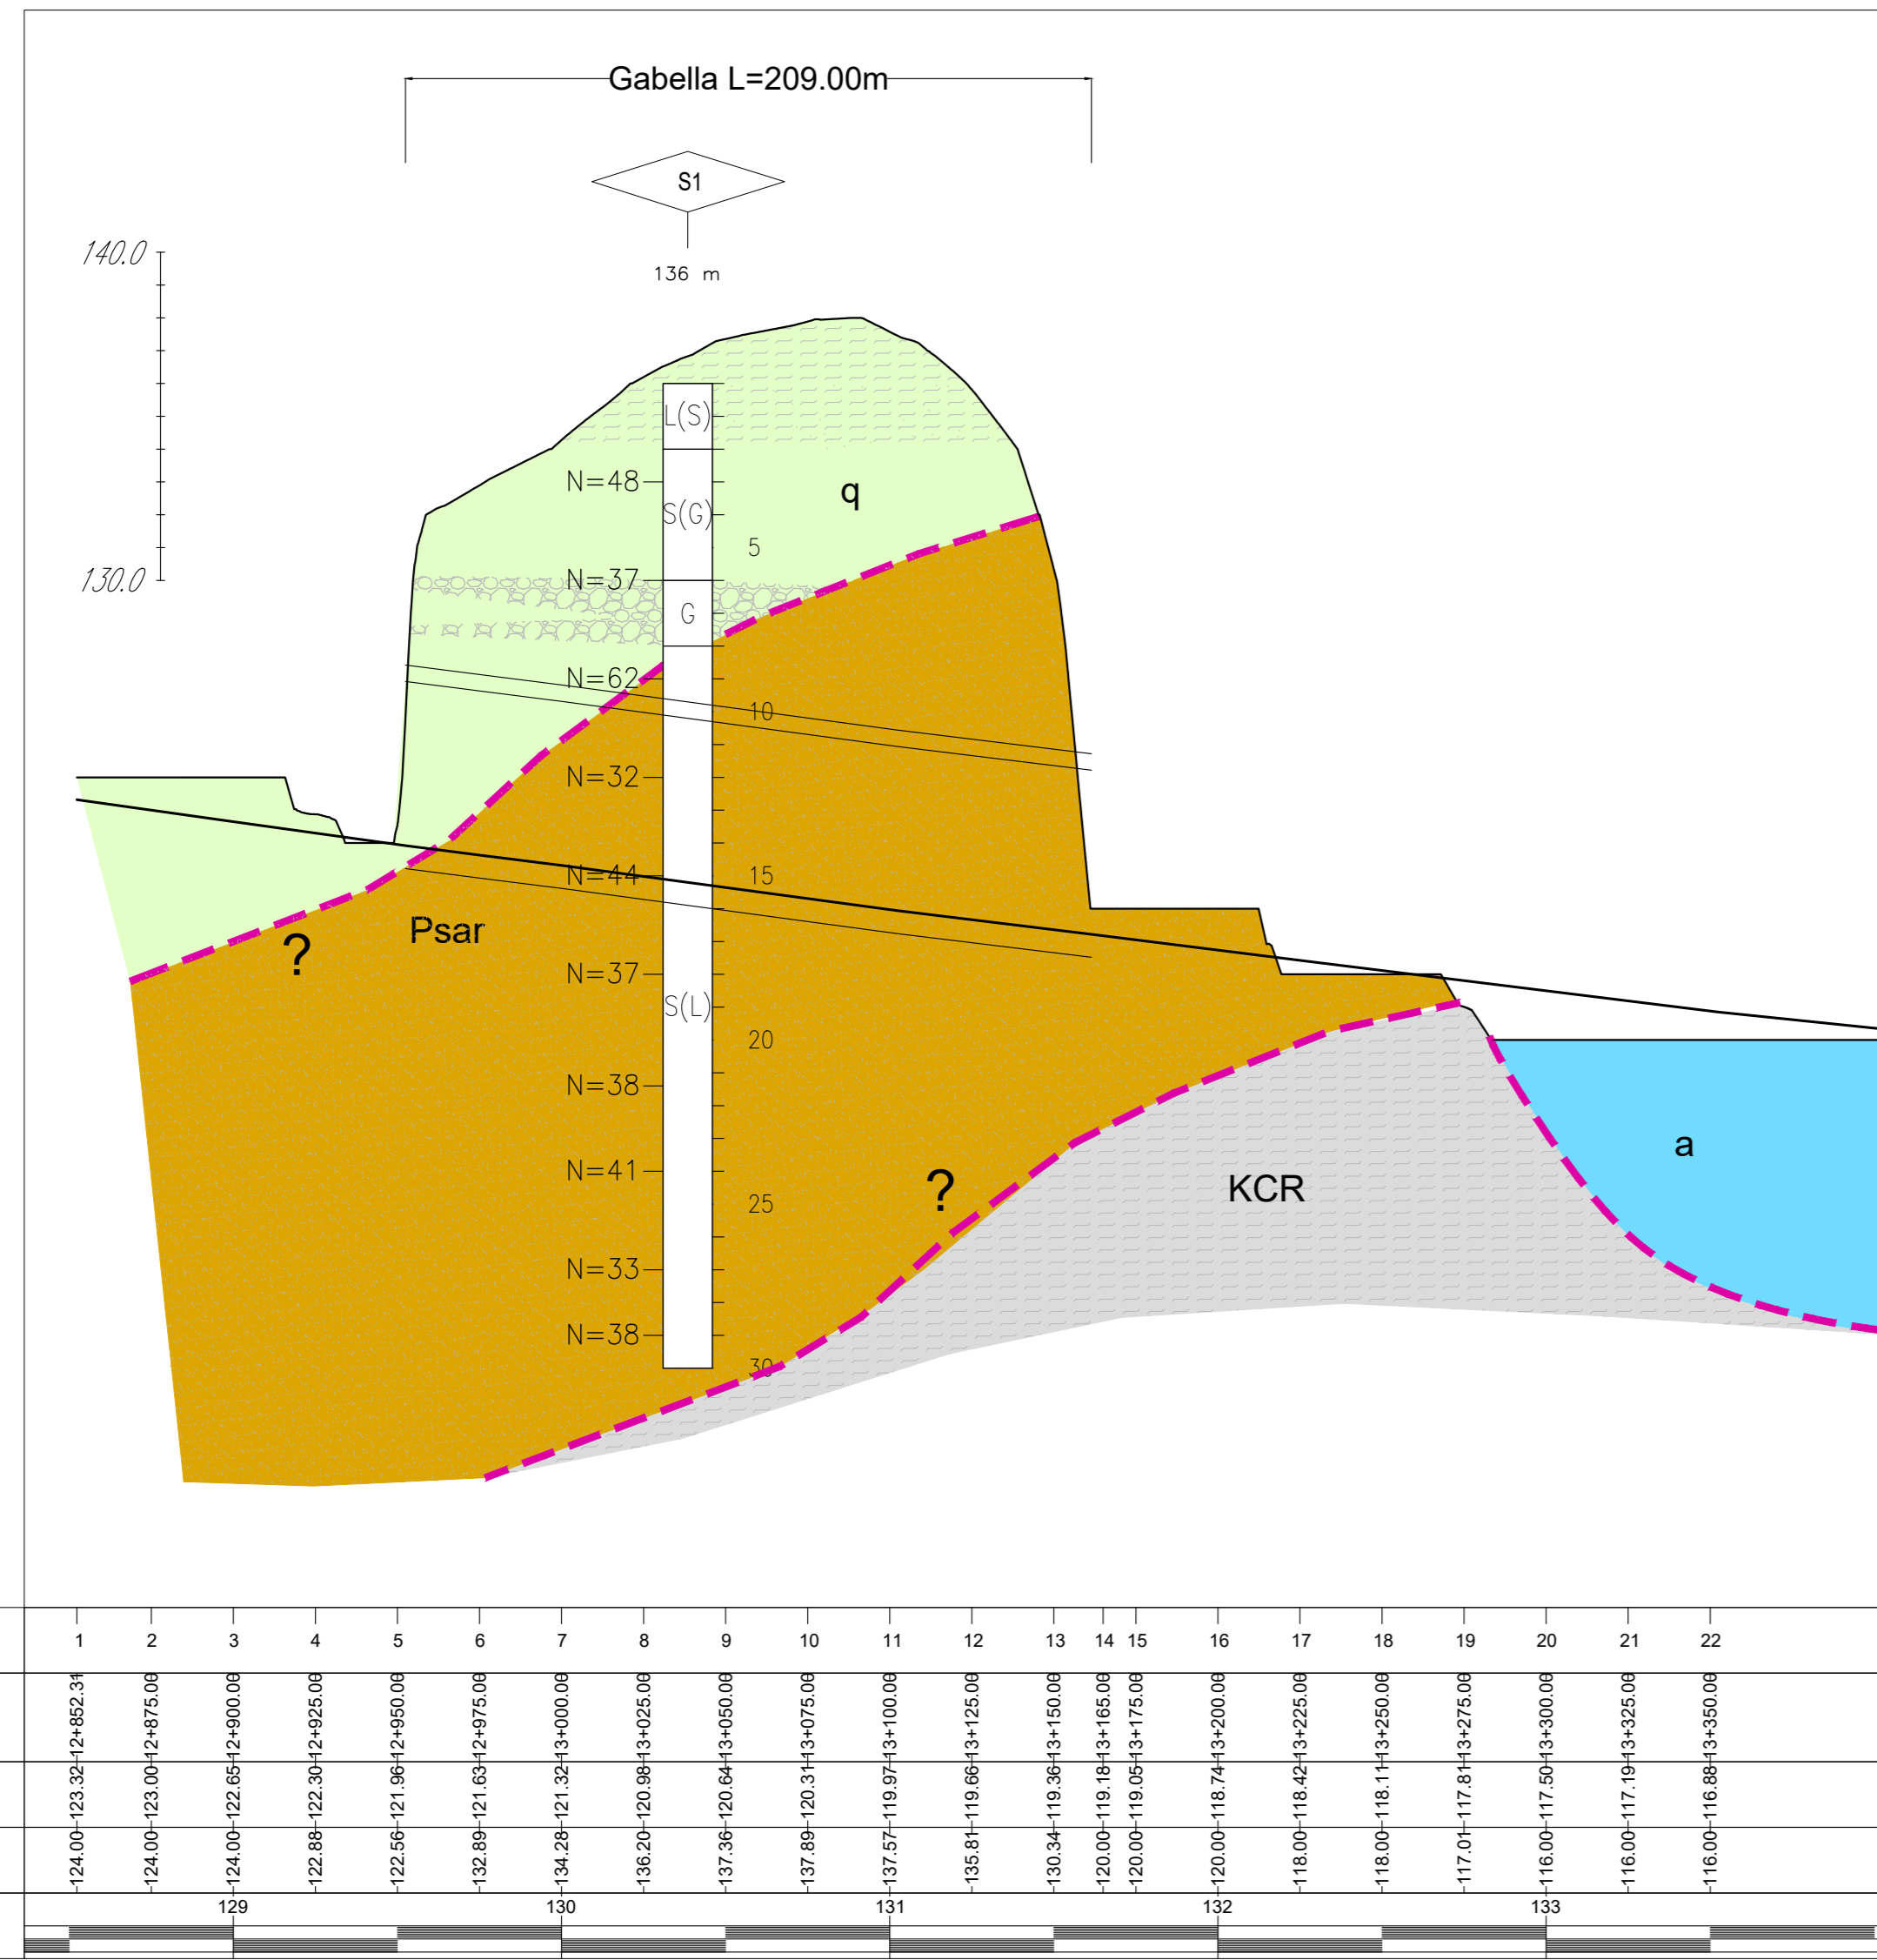 Gabella L=209.00m
S1
136 m
140.0
130.0
L(S)
N=48
q
S(G)
5
N=37
G
N=62
10
N=32
N=44
15
Psar
?
N=37
S(L)
20
N=38
a
N=41
?
KCR
25
N=33
N=38
30
1 2 3 4 5 6 7 8 9 10 11 12 13 14 15 16 17 18 19 20 21 22
12+852.31 12+875.00 12+900.00 12+925.00 12+950.00 12+975.00 13+000.00 13+025.00 13+050.00 13+075.00 13+100.00 13+125.00 13+150.00 13+165.00 13+175.00 13+200.00 13+225.00 13+250.00 13+275.00 13+300.00 13+325.00 13+350.00
123.32 123.00 122.65 122.30 121.96 121.63 121.32 120.98 120.64 120.31 119.97 119.66 119.36 119.18 119.05 118.74 118.42 118.11 117.81 117.50 117.19 116.88
124.00 124.00 124.00 122.88 122.56 132.89 134.28 136.20 137.36 137.89 137.57 135.81 130.34 120.00 120.00 120.00 118.00 118.00 117.01 116.00 116.00 116.00
129 130 131 132 133